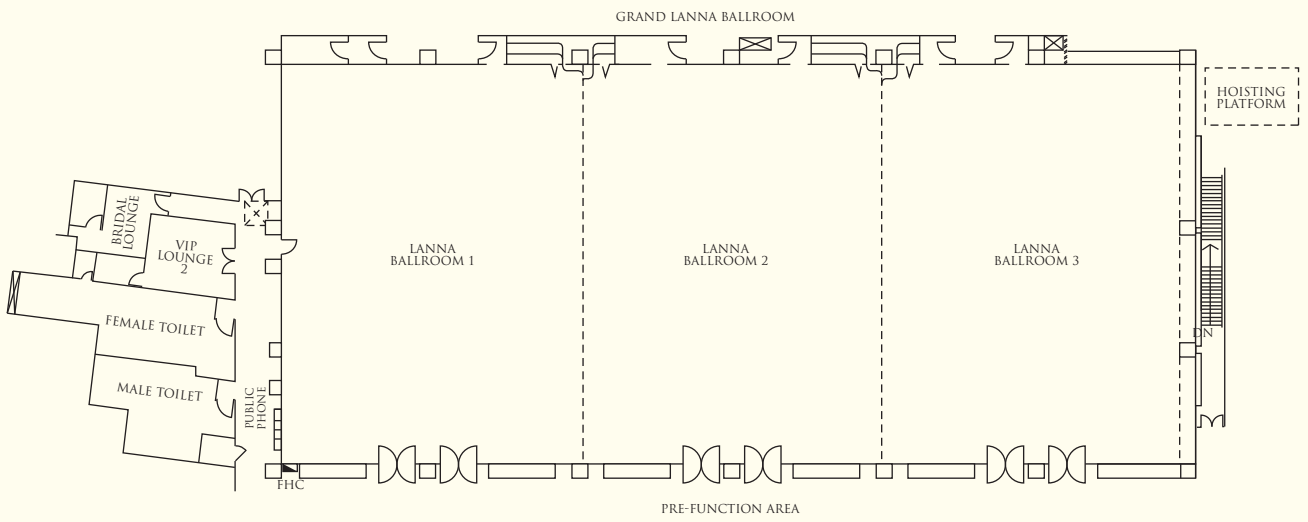 GRAND LANNA BALLROOM
HOISTING
PLATFORM
BRIDAL
LOUNGE
VIP
LOUNGE
2
LANNA
BALLROOM 1
LANNA
BALLROOM 2
LANNA
BALLROOM 3
FEMALE TOILET
DN
MALE TOILET
PUBLIC
PHONE
FHC
PRE-FUNCTION AREA